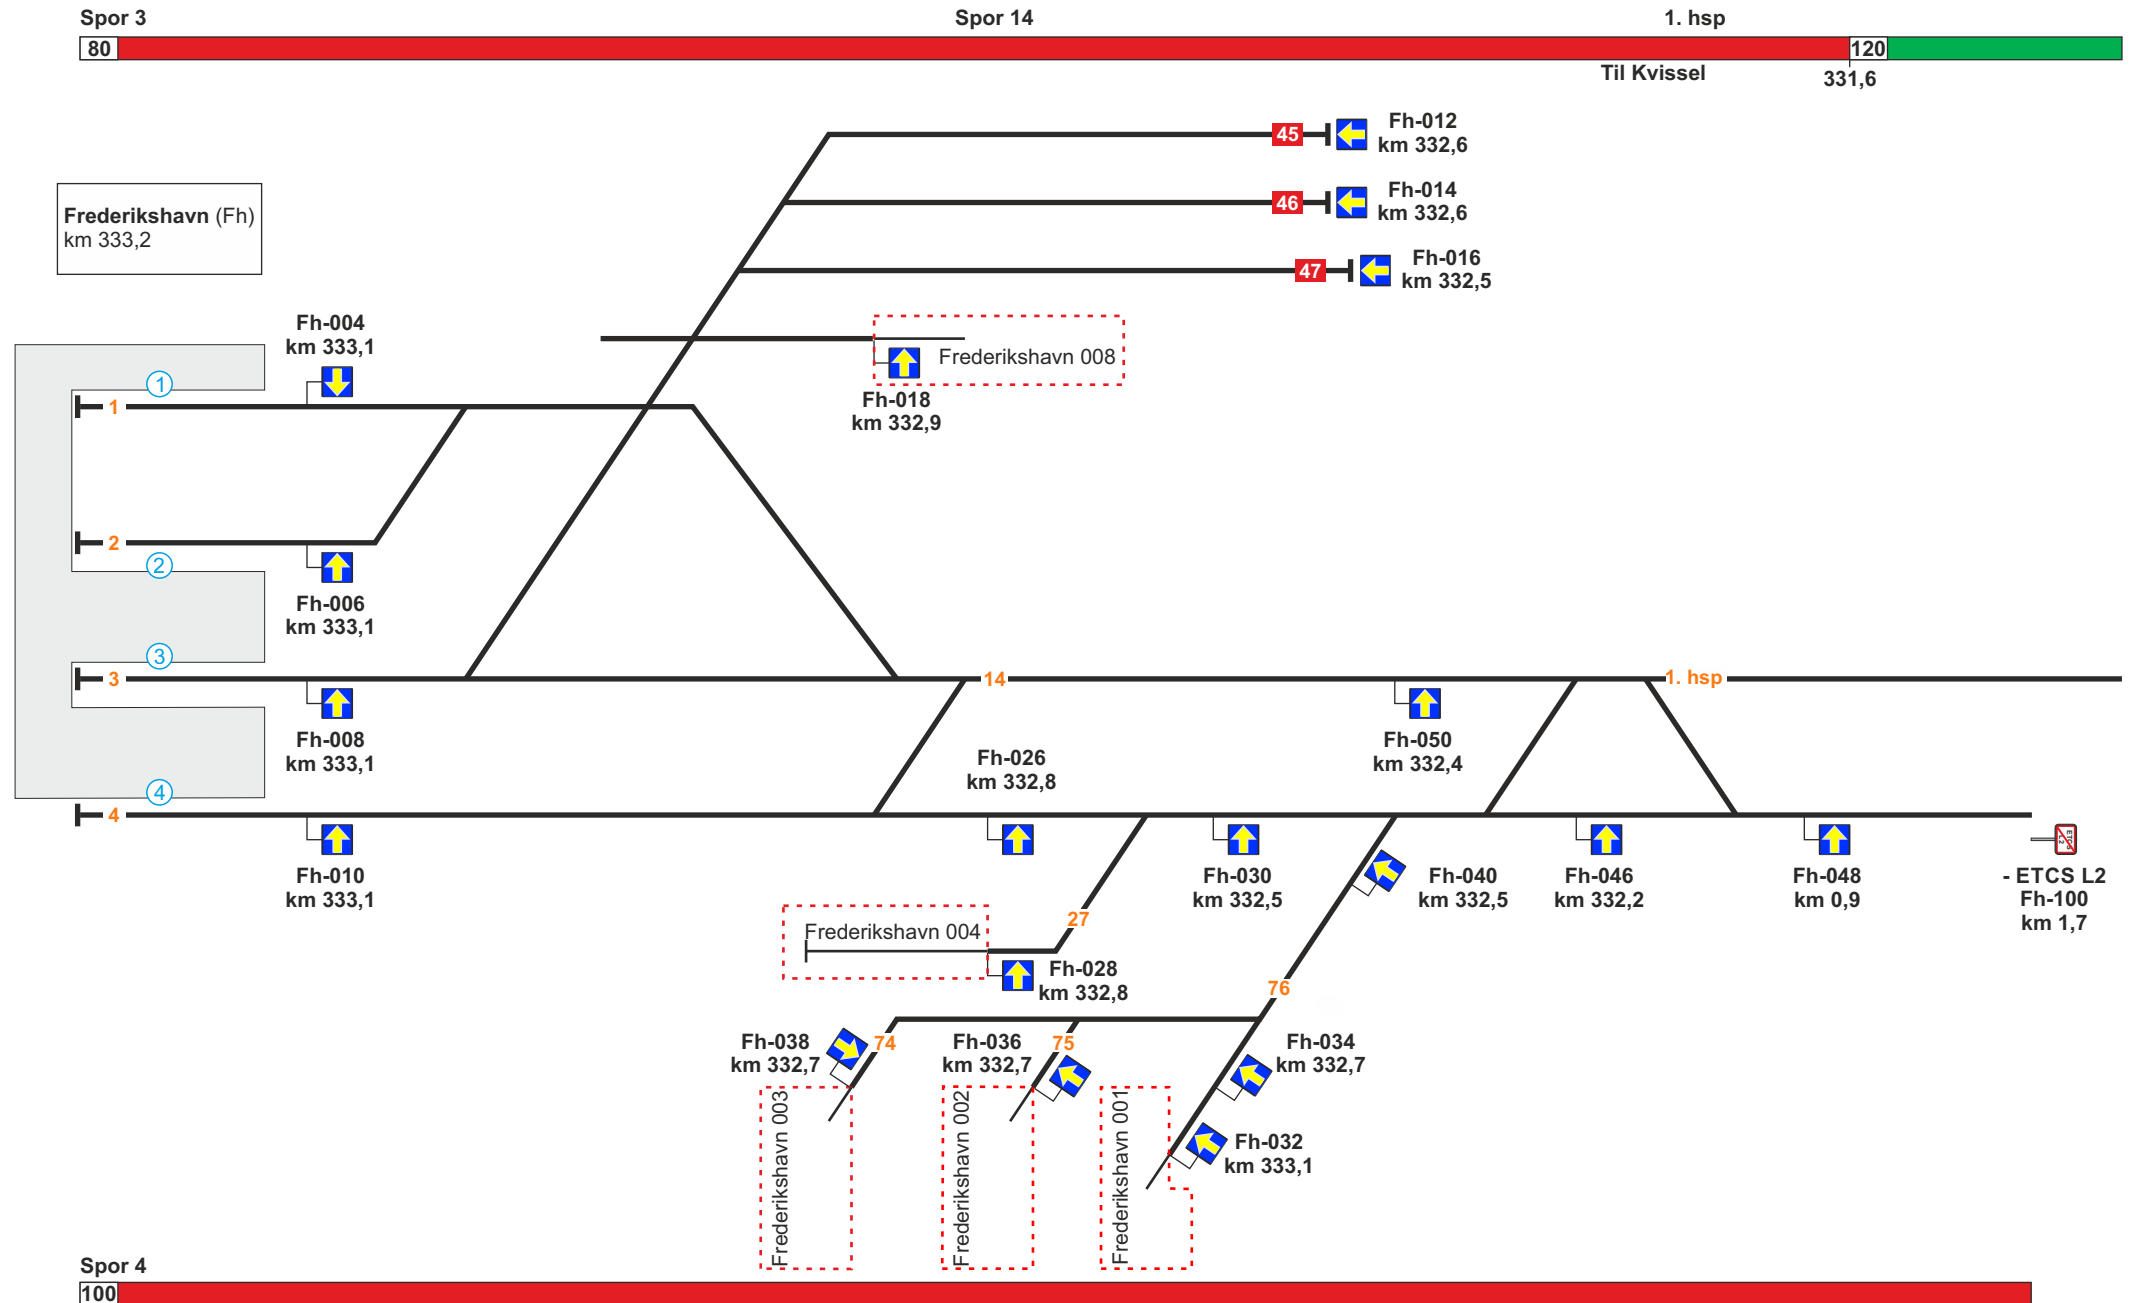 Spor 3
Spor 14
1. hsp
80
120
Til Kvissel
331,6
Fh-012
km 332,6
45
Fh-014
km 332,6
46
Frederikshavn (Fh)
km 333,2
Fh-016
km 332,5
47
Fh-004
km 333,1
Frederikshavn 008
Fh-018
km 332,9
1
1
2
2
Fh-006
km 333,1
3
3
14
1. hsp
Fh-008
km 333,1
Fh-050
km 332,4
Fh-026
km 332,8
4
4
ETCS
L2
Fh-010
km 333,1
Fh-030
km 332,5
Fh-040
km 332,5
Fh-046
km 332,2
Fh-048
km 0,9
- ETCS L2
Fh-100
km 1,7
27
Frederikshavn 004
Fh-028
km 332,8
76
Fh-038
km 332,7
74
Fh-036
km 332,7
75
Fh-034
km 332,7
Frederikshavn 003
Frederikshavn 002
Frederikshavn 001
Fh-032
km 333,1
Spor 4
100